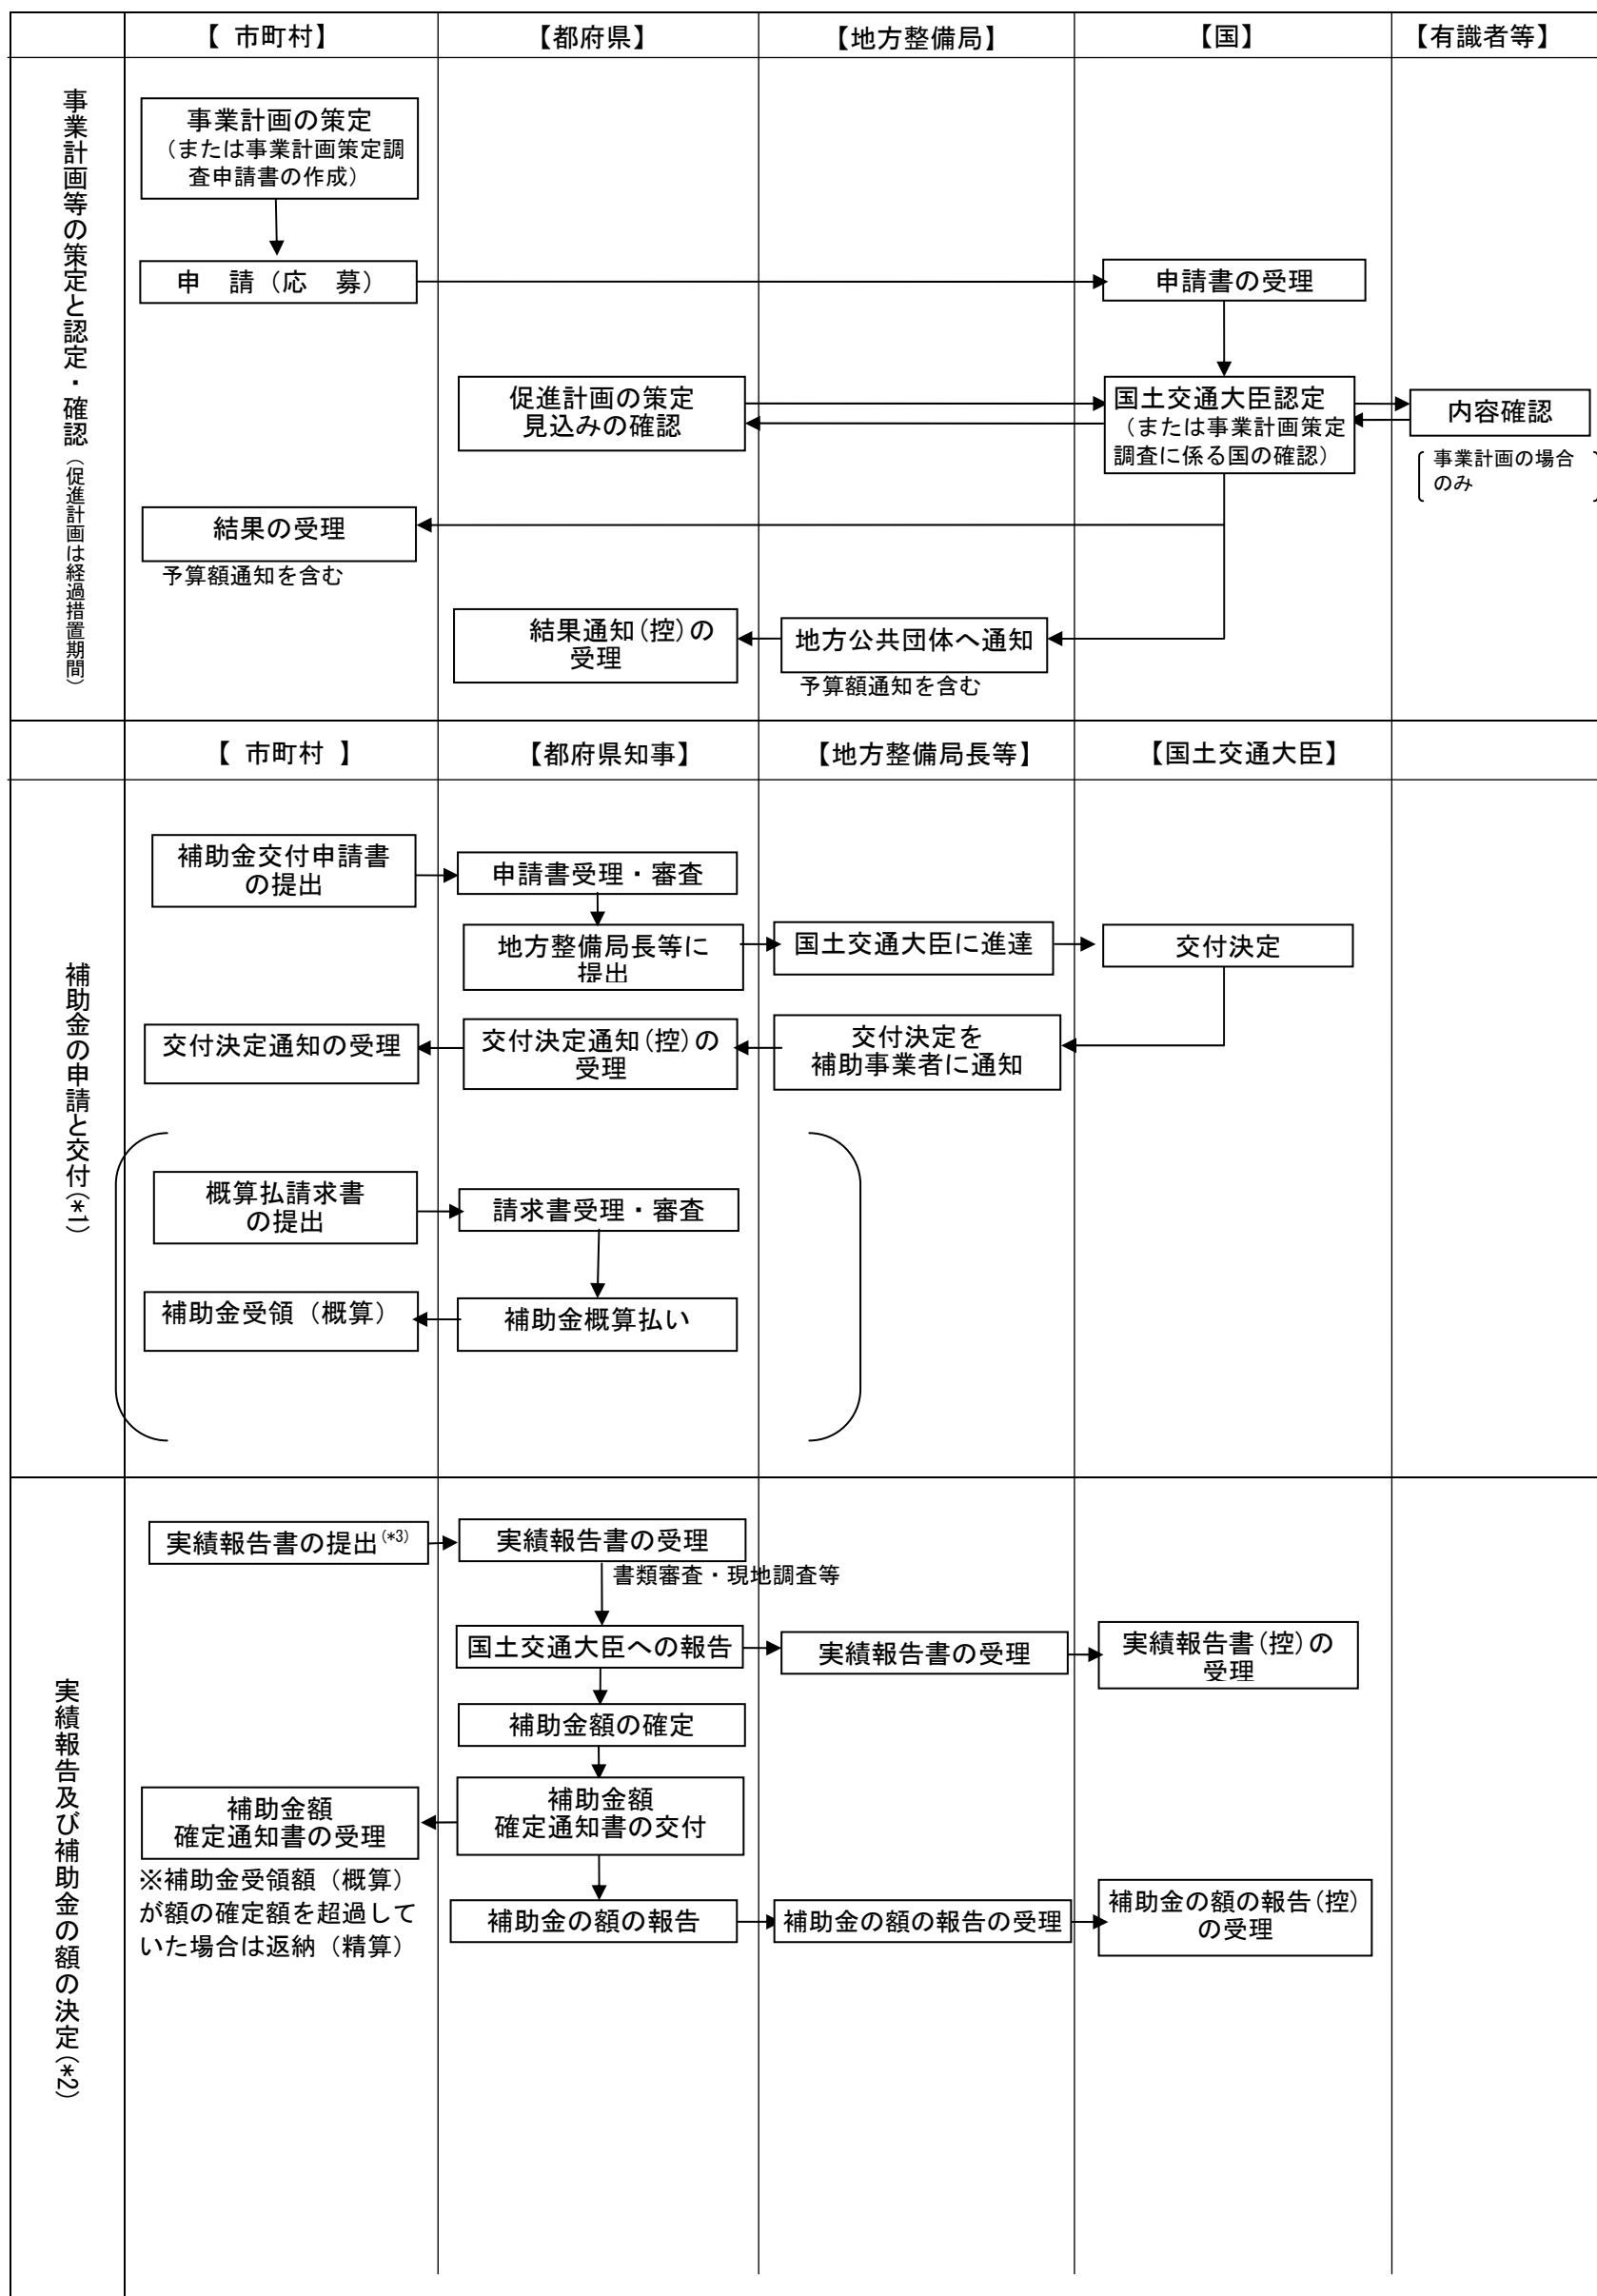 【 市町村】
【都府県】
【地方整備局】
【国】
【有識者等】
事業計画等の策定と認定・確認（促進計画は経過措置期間）
事業計画の策定
（または事業計画策定調
査申請書の作成）
申　請（応　募）
申請書の受理
促進計画の策定
見込みの確認
国土交通大臣認定
（または事業計画策定
調査に係る国の確認）
内容確認
事業計画の場合
のみ
結果の受理
予算額通知を含む
結果通知(控)の
受理
地方公共団体へ通知
予算額通知を含む
【 市町村 】
【都府県知事】
【地方整備局長等】
【国土交通大臣】
補助金の申請と交付(*1)
補助金交付申請書
の提出
申請書受理・審査
地方整備局長等に
提出
国土交通大臣に進達
交付決定
交付決定通知の受理
交付決定通知(控)の
受理
交付決定を
補助事業者に通知
概算払請求書
の提出
請求書受理・審査
補助金受領（概算）
補助金概算払い
実績報告及び補助金の額の決定(*2)
実績報告書の提出(*3)
実績報告書の受理
書類審査・現地調査等
国土交通大臣への報告
実績報告書の受理
実績報告書(控)の
受理
補助金額の確定
補助金額
確定通知書の受理
補助金額
確定通知書の交付
※補助金受領額（概算）
が額の確定額を超過して
いた場合は返納（精算）
補助金の額の報告
補助金の額の報告の受理
補助金の額の報告(控)
の受理